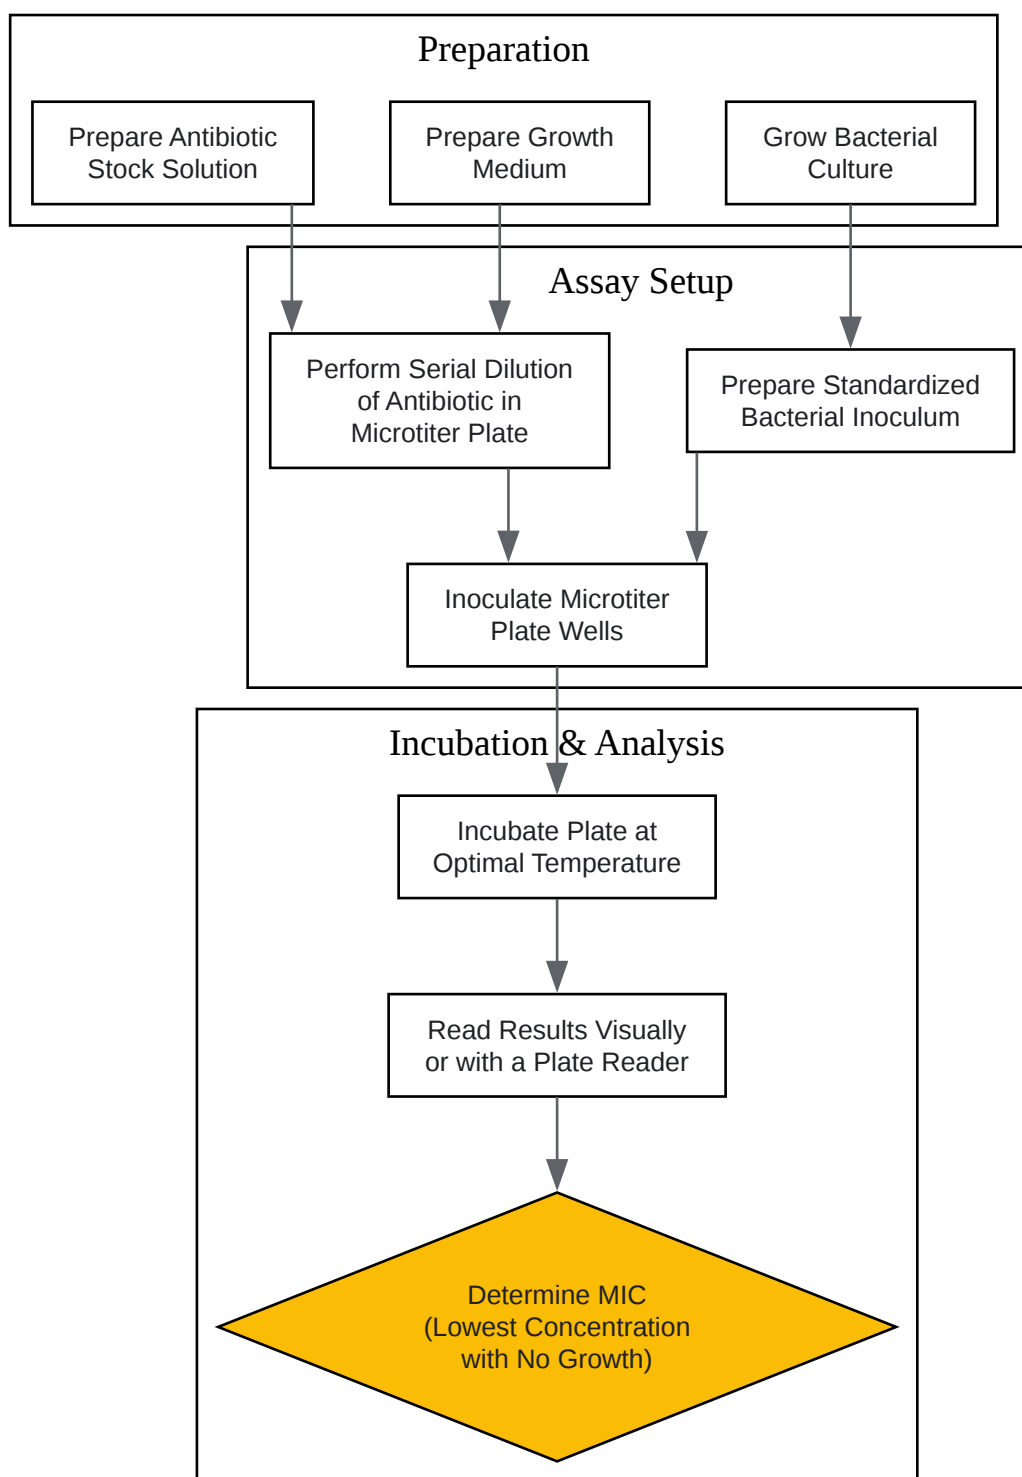 Preparation
Prepare Antibiotic
Stock Solution
Prepare Growth
Medium
Grow Bacterial
Culture
Assay Setup
Perform Serial Dilution
of Antibiotic in
Microtiter Plate
Prepare Standardized
Bacterial Inoculum
Inoculate Microtiter
Plate Wells
Incubation & Analysis
Incubate Plate at
Optimal Temperature
Read Results Visually
or with a Plate Reader
Determine MIC
(Lowest Concentration
with No Growth)